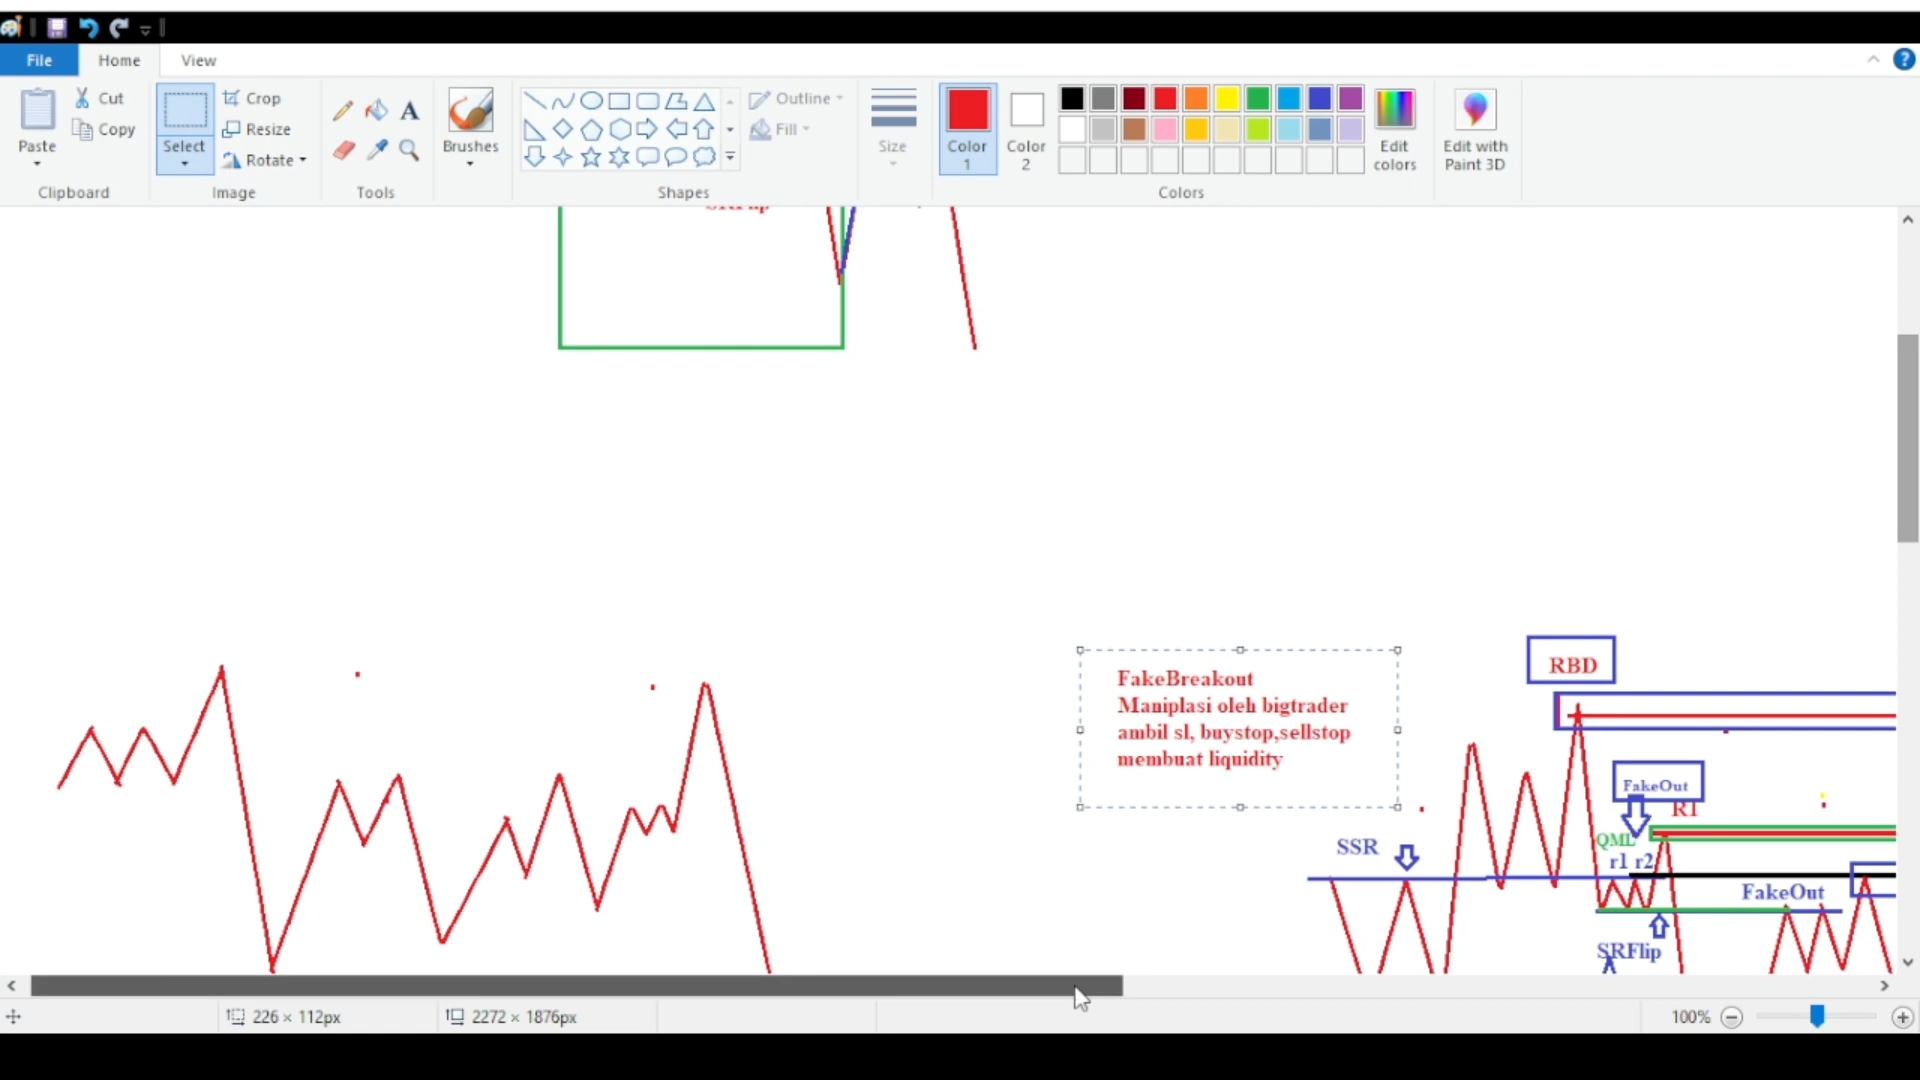 File
Home
View
Paste
Cut
Copy
Clipboard
Select
Crop
Resize
Rotate
Image
A
Tools
Brushes
Outline
Fill
Shapes
Size
Color
1
Color
2
Edit
colors
Colors
Edit with
Paint 3D
?
SRFlip
FakeBreakout
Maniplasi oleh bigtrader
ambil sl, buystop,sellstop
membuat liquidity
RBD
FakeOut
QML
r1 r2
SSR
FakeOut
SRFlip
226 × 112px
2272 × 1876px
100%